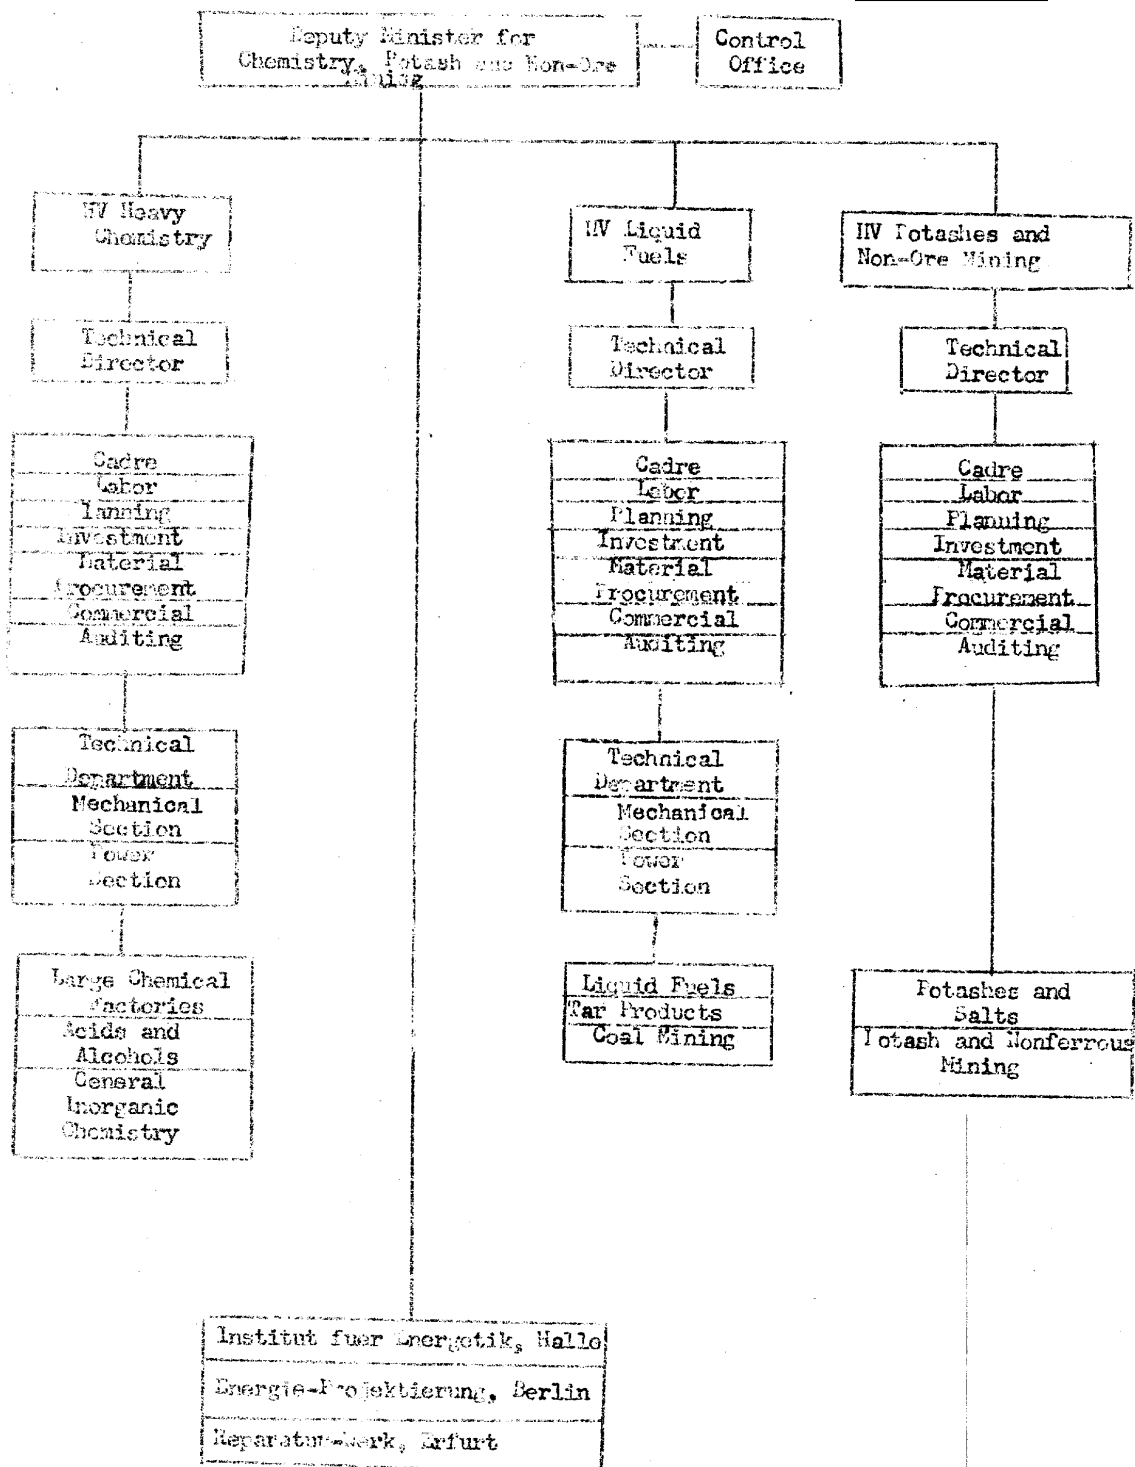 Deputy Minister for
Chemistry, Potash and Non-Ore
Mining
Control
Office
HV Heavy
Chemistry
Technical
Director
Cadre
Labor
Planning
Investment
Material
Procurement
Commercial
Auditing
Technical
Department
Mechanical
Section
Power
Section
Large Chemical
Factories
Acids and
Alcohols
General
Inorganic
Chemistry
HV Liquid
Fuels
Technical
Director
Cadre
Labor
Planning
Investment
Material
Procurement
Commercial
Auditing
Technical
Department
Mechanical
Section
Power
Section
Liquid Fuels
Tar Products
Coal Mining
HV Potashes and
Non-Ore Mining
Technical
Director
Cadre
Labor
Planning
Investment
Material
Procurement
Commercial
Auditing
Potashes and
Salts
Potash and Nonferrous
Mining
Institut fuer Energetik, Halle
Energie-Projektierung, Berlin
Reparatur-Werk, Erfurt